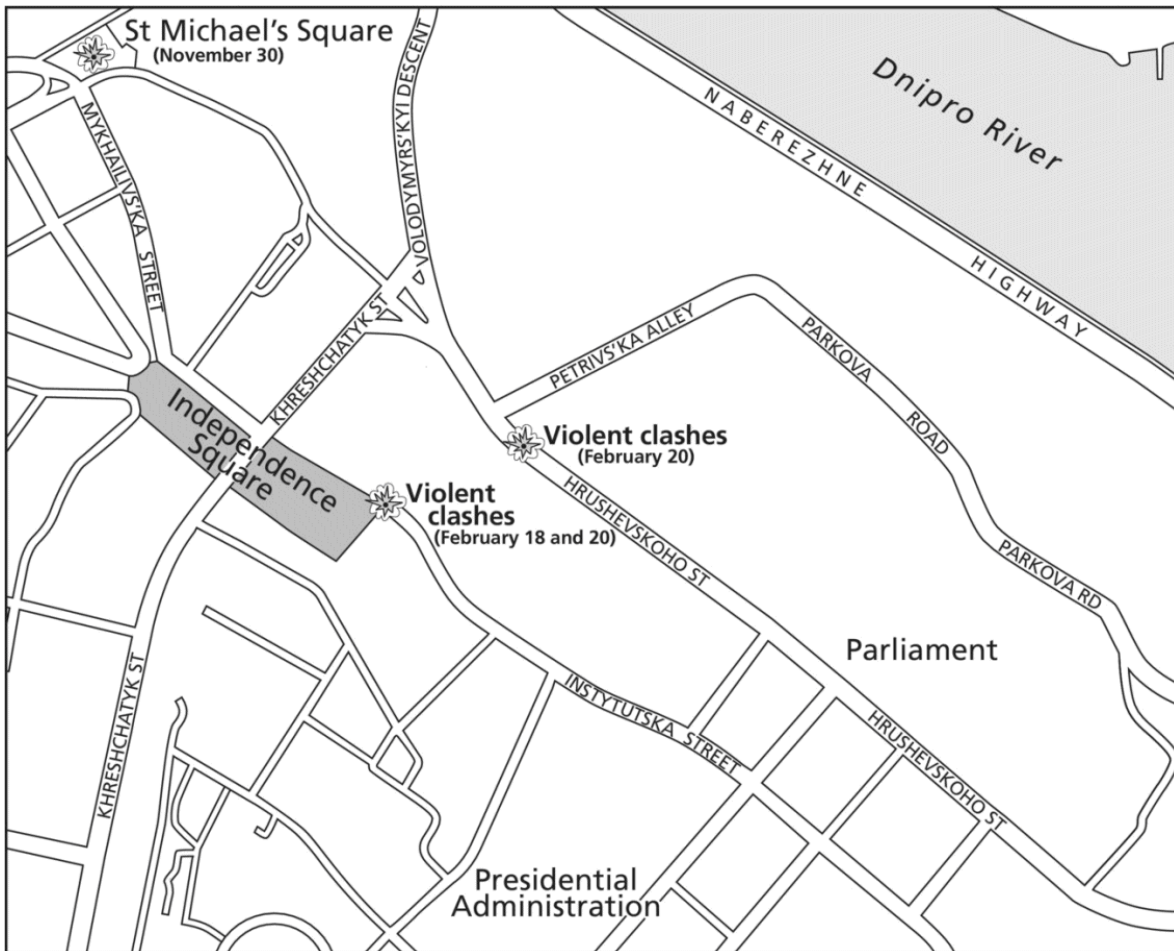 St Michael's Square
(November 30)
MYKHAILIVS'KA STREET
VOLODYMYRS'KYI DESCENT
Dnipro River
NABEREZHNE
HIGHWAY
KHRESHCHATYK ST
PETRIVS'KA ALLEY
PARKOVA
ROAD
Independence
Square
Violent clashes
(February 20)
Violent
clashes
(February 18 and 20)
HRUSHEVSKOHO ST
PARKOVA RD
Parliament
KHRESHCHATYK ST
INSTYTUTSKA STREET
HRUSHEVSKOHO ST
Presidential
Administration